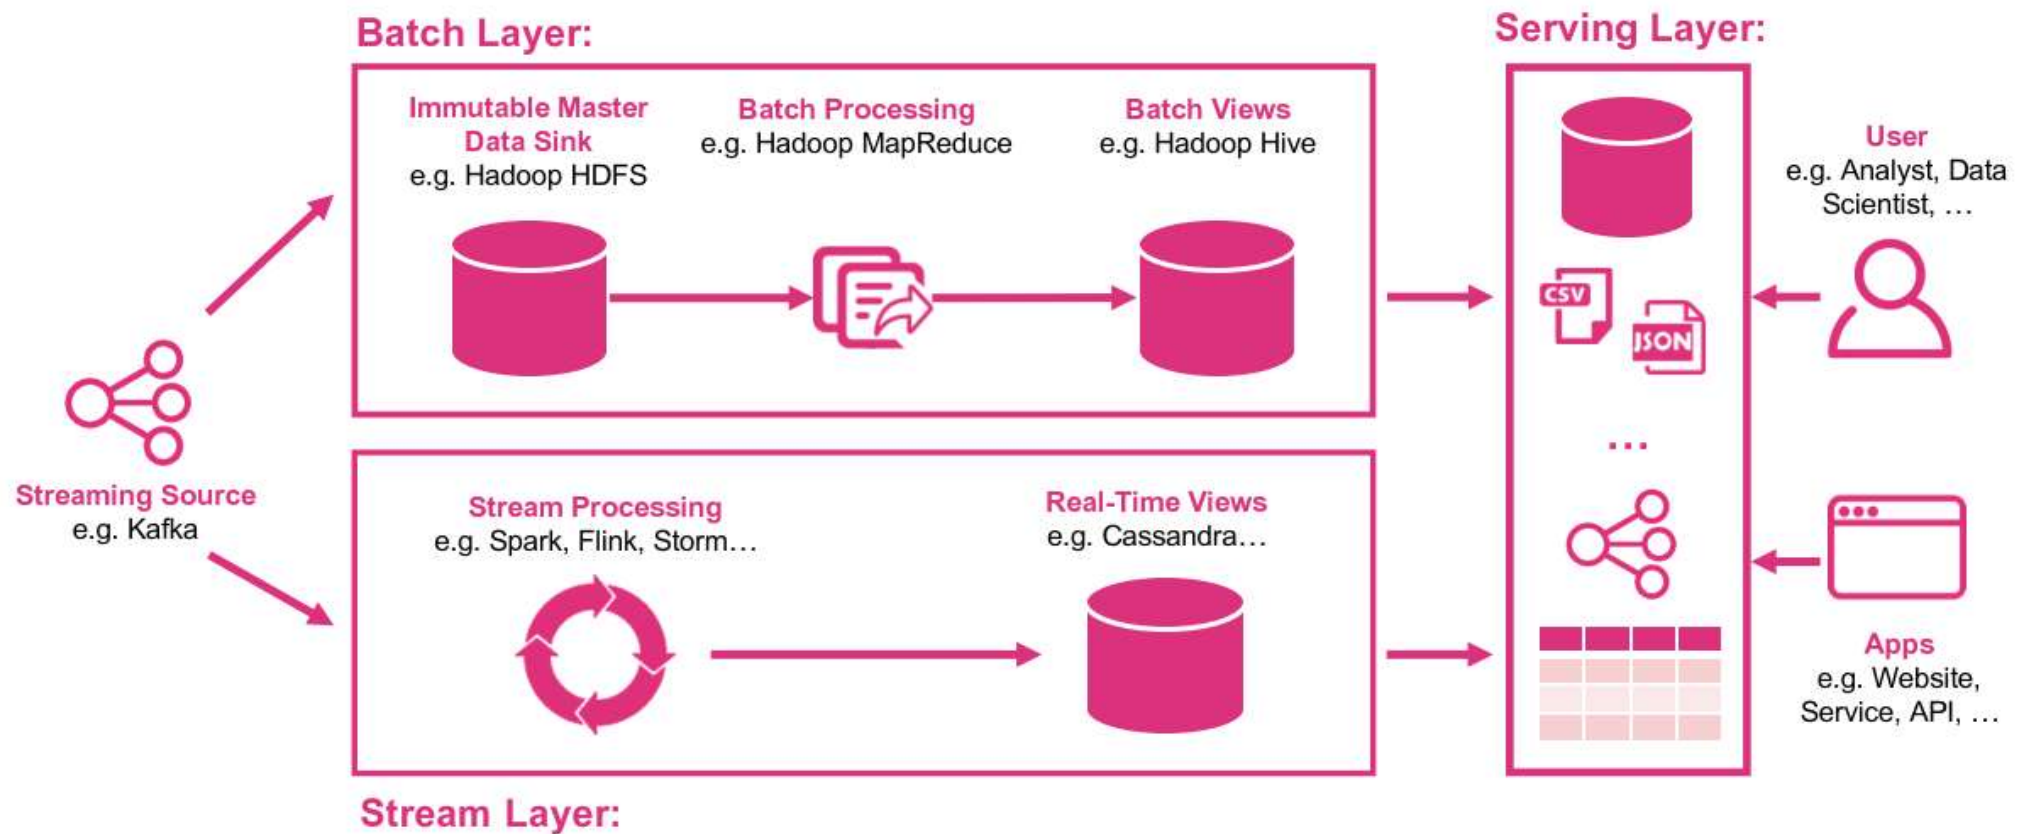 Batch Layer:
Serving Layer:
Immutable Master
Data Sink
e.g. Hadoop HDFS
Batch Processing
e.g. Hadoop MapReduce
Batch Views
e.g. Hadoop Hive
User
e.g. Analyst, Data
Scientist, …
CSV
JSON
…
Streaming Source
e.g. Kafka
Stream Processing
e.g. Spark, Flink, Storm…
Real-Time Views
e.g. Cassandra…
Apps
e.g. Website,
Service, API, …
Stream Layer: